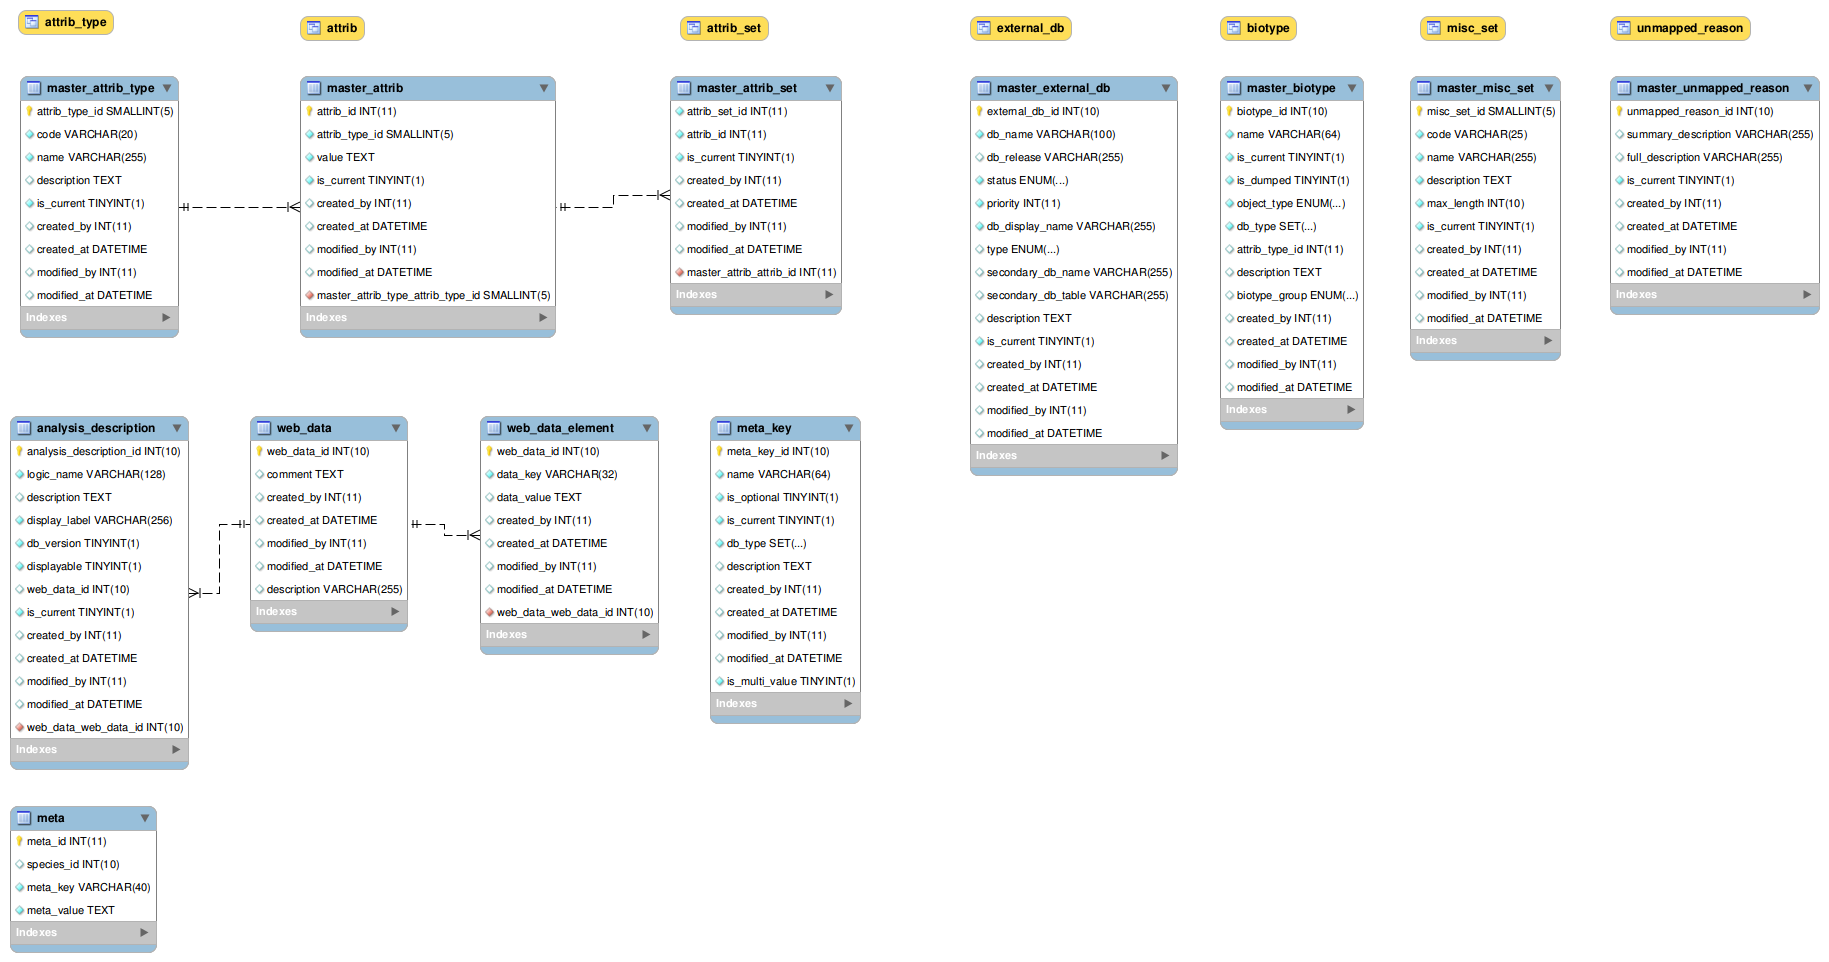 attrib_type
attrib
attrib_set
external_db
biotype
misc_set
unmapped_reason
master_attrib_type
attrib_type_id SMALLINT(5)
code VARCHAR(20)
name VARCHAR(255)
description TEXT
is_current TINYINT(1)
created_by INT(11)
created_at DATETIME
modified_by INT(11)
modified_at DATETIME
Indexes
master_attrib
attrib_id INT(11)
attrib_type_id SMALLINT(5)
value TEXT
is_current TINYINT(1)
created_by INT(11)
created_at DATETIME
modified_by INT(11)
modified_at DATETIME
master_attrib_type_attrib_type_id SMALLINT(5)
Indexes
master_attrib_set
attrib_set_id INT(11)
attrib_id INT(11)
is_current TINYINT(1)
created_by INT(11)
created_at DATETIME
modified_by INT(11)
modified_at DATETIME
master_attrib_attrib_id INT(11)
Indexes
master_external_db
external_db_id INT(10)
db_name VARCHAR(100)
db_release VARCHAR(255)
status ENUM(...)
priority INT(11)
db_display_name VARCHAR(255)
type ENUM(...)
secondary_db_name VARCHAR(255)
secondary_db_table VARCHAR(255)
description TEXT
is_current TINYINT(1)
created_by INT(11)
created_at DATETIME
modified_by INT(11)
modified_at DATETIME
Indexes
master_biotype
biotype_id INT(10)
name VARCHAR(64)
is_current TINYINT(1)
is_dumped TINYINT(1)
object_type ENUM(...)
db_type SET(...)
attrib_type_id INT(11)
description TEXT
biotype_group ENUM(...)
created_by INT(11)
created_at DATETIME
modified_by INT(11)
modified_at DATETIME
Indexes
master_misc_set
misc_set_id SMALLINT(5)
code VARCHAR(25)
name VARCHAR(255)
description TEXT
max_length INT(10)
is_current TINYINT(1)
created_by INT(11)
created_at DATETIME
modified_by INT(11)
modified_at DATETIME
Indexes
master_unmapped_reason
unmapped_reason_id INT(10)
summary_description VARCHAR(255)
full_description VARCHAR(255)
is_current TINYINT(1)
created_by INT(11)
created_at DATETIME
modified_by INT(11)
modified_at DATETIME
Indexes
analysis_description
analysis_description_id INT(10)
logic_name VARCHAR(128)
description TEXT
display_label VARCHAR(256)
db_version TINYINT(1)
displayable TINYINT(1)
web_data_id INT(10)
is_current TINYINT(1)
created_by INT(11)
created_at DATETIME
modified_by INT(11)
modified_at DATETIME
web_data_web_data_id INT(10)
Indexes
web_data
web_data_id INT(10)
comment TEXT
created_by INT(11)
created_at DATETIME
modified_by INT(11)
modified_at DATETIME
description VARCHAR(255)
Indexes
web_data_element
web_data_id INT(10)
data_key VARCHAR(32)
data_value TEXT
created_by INT(11)
created_at DATETIME
modified_by INT(11)
modified_at DATETIME
web_data_web_data_id INT(10)
Indexes
meta_key
meta_key_id INT(10)
name VARCHAR(64)
is_optional TINYINT(1)
is_current TINYINT(1)
db_type SET(...)
description TEXT
created_by INT(11)
created_at DATETIME
modified_by INT(11)
modified_at DATETIME
is_multi_value TINYINT(1)
Indexes
meta
meta_id INT(11)
species_id INT(10)
meta_key VARCHAR(40)
meta_value TEXT
Indexes